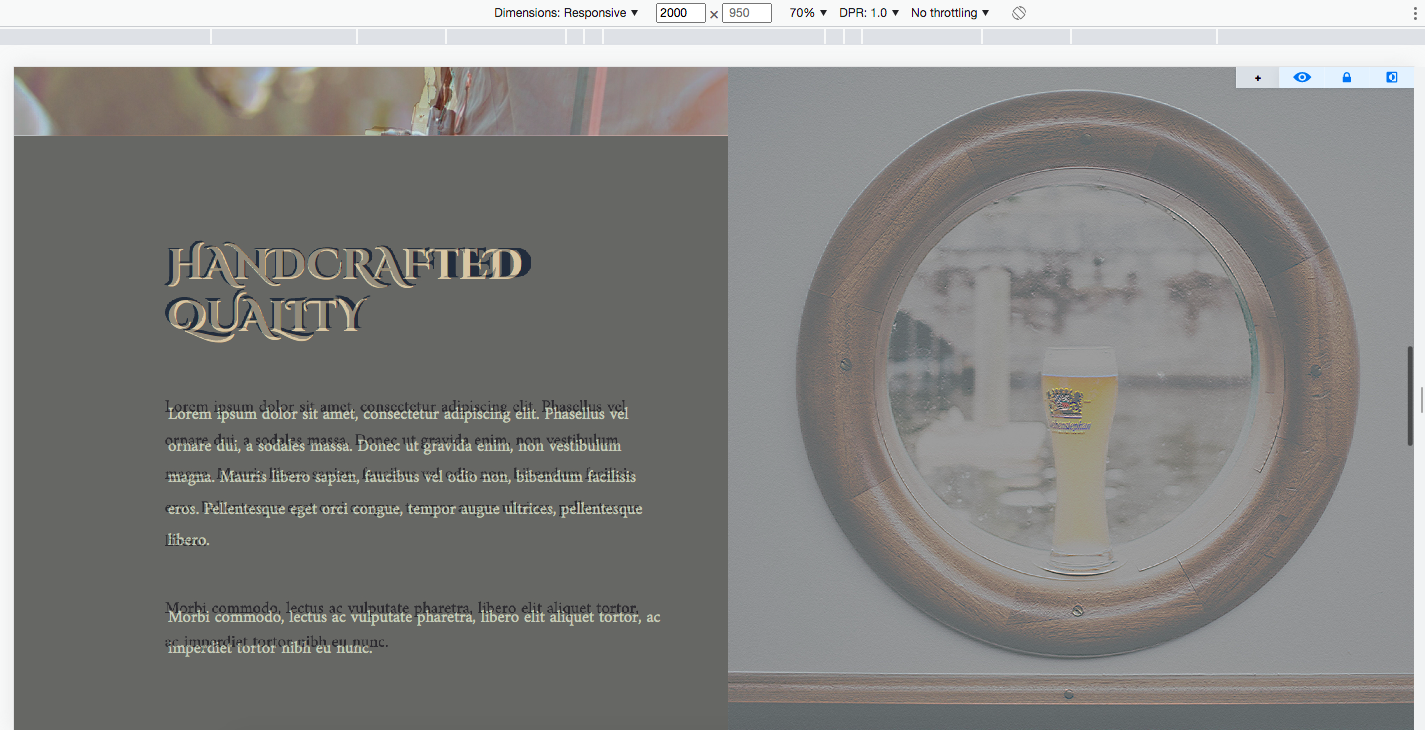 Dimensions: Responsive ▼ 2000 × 950 70% ▼ DPR: 1.0 ▼ No throttling ▼
+
HANDCRAFTED
QUALITY
Lorem ipsum dolor sit amet, consectetur adipiscing elit. Phasellus vel
ornare dui, a sodales massa. Donec ut gravida enim, non vestibulum
magna. Mauris libero sapien, faucibus vel odio non, bibendum facilisis
eros. Pellentesque eget orci congue, tempor augue ultrices, pellentesque
libero.
Morbi commodo, lectus ac vulputate pharetra, libero elit aliquet tortor, ac
imperdiet tortor nibh eu nunc.